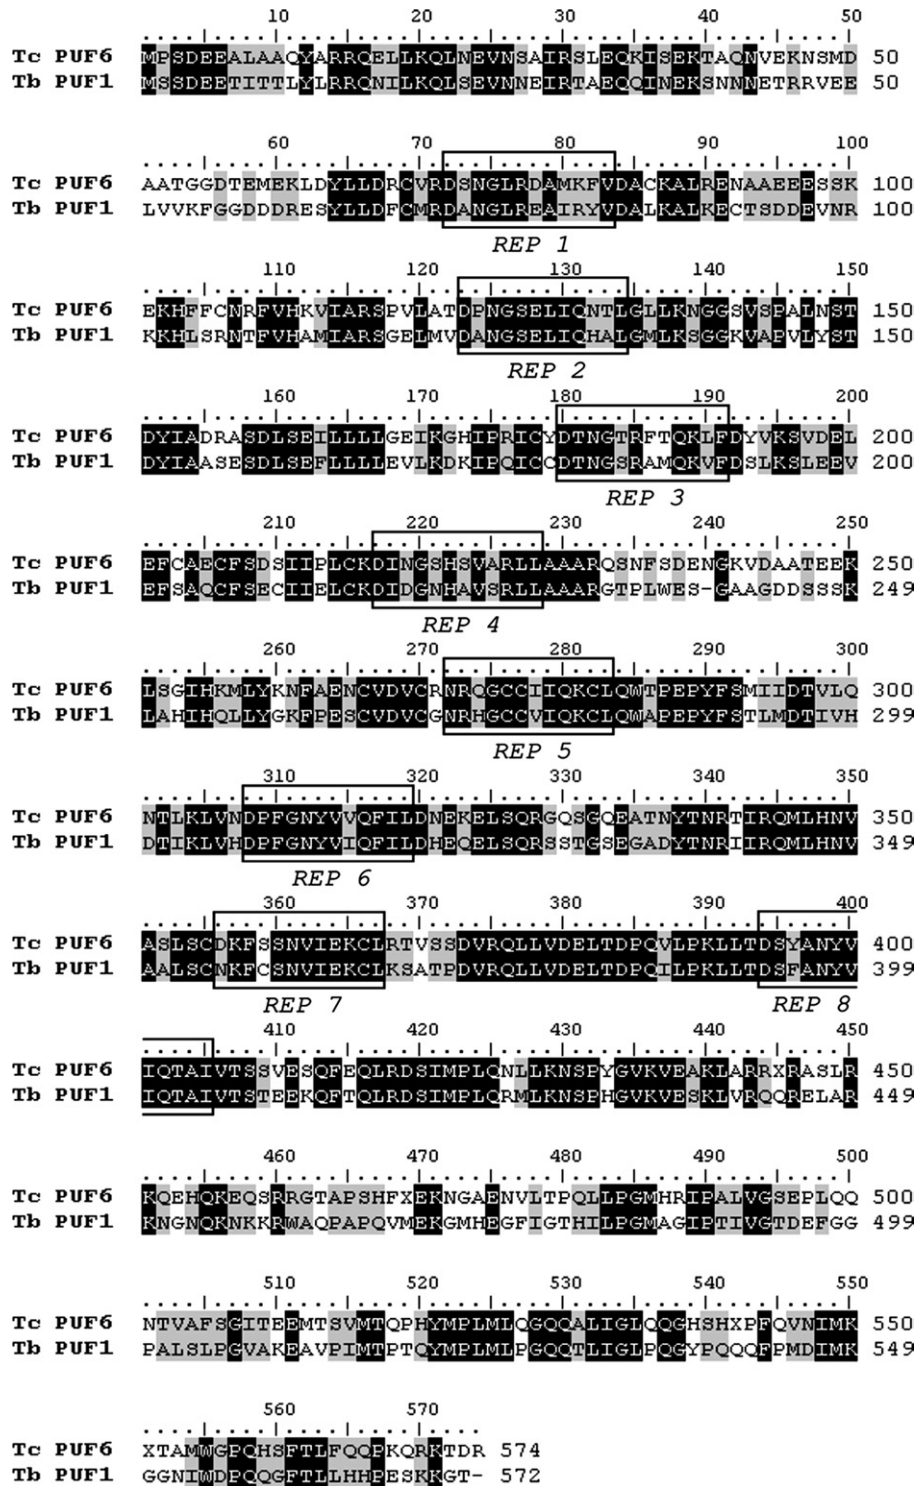 10 20 30 40 50
Tc PUF6 MPSDEEALAAQYARRQELLKQLNEVNSAIRSLEQKISEKTAQNVEKNSMD 50
Tb PUF1 MSSDEETITTLYLRRQNILKQLSEVNNEIRTAEQQINEKSNNNETRRVEE 50
60 70 80 90 100
Tc PUF6 AATGGDTEMEKLDYLLDRCVRDSNGLRDAMKFVDACKALRENAAEEESSK 100
Tb PUF1 LVVKFGGDDDRESYLLDFCMRDANGLREAIRYVDALKALKECTSDDEVNR 100
REP 1
110 120 130 140 150
Tc PUF6 EKHFFCNRFVHKVIARSPVLATDPNGSELIQNTLGLLKNGGSVSPALNST 150
Tb PUF1 KKHLSRNTFVHAMIARSGELMVDANGSELIQHALGMLKSGGKVAPVLYST 150
REP 2
160 170 180 190 200
Tc PUF6 DYIADRASDLSEILLLLGEIKGHIPRICYDTNGTRFTQKLFDYVKSVDEL 200
Tb PUF1 DYIAASESDLSEFLLLLEVLKDKIPQICCDTNGSRAMQKVFDSLKSLEEV 200
REP 3
210 220 230 240 250
Tc PUF6 EFCAECFSDSIIPLCKDINGSHSVARLLAAARQSNFSDENGKVDAATEEK 250
Tb PUF1 EFSAQCFSECIIELCKDIDGNHAVSRLLAAARGTPLWES-GAAGDDSSSK 249
REP 4
260 270 280 290 300
Tc PUF6 LSGIHKMLYKNFAENCVDVCRNRQGCCIIQKCLQWTPEPYFSMIIDTVLQ 300
Tb PUF1 LAHIHQLLYGKFPESCVDVCGNRHGCCVIQKCLQWAPEPYFSTLMDTIVH 299
REP 5
310 320 330 340 350
Tc PUF6 NTLKLVNDPFGNYVVQFILDNEKELSQRGQSGQEATNYTNRTIRQMLHNV 350
Tb PUF1 DTIKLVHDPFGNYVIQFILDHEQELSQRSSTGSEGADYTNRIIRQMLHNV 349
REP 6
360 370 380 390 400
Tc PUF6 ASLSCDKFSSNVIEKCLRTVSSDVRQLLVDELTDPQVLPKLLTDSYANYV 400
Tb PUF1 AALSCNKFCSNVIEKCLKSATPDVRQLLVDELTDPQILPKLLTDSFANYV 399
REP 7 REP 8
410 420 430 440 450
Tc PUF6 IQTAIVTSSVESQFEQLRDSIMPLQNLLKNSPYGVKVEAKLARRXRASLR 450
Tb PUF1 IQTAIVTSTEEKQFTQLRDSIMPLQRMLKNSPHGVKVESKLVRQQRELAR 449
460 470 480 490 500
Tc PUF6 KQEHQKEQSRRGTAPSHFXEKNGAENVLTPQLLPGMHRIPALVGSEPLQQ 500
Tb PUF1 KNGNQKNKKRWAQPAPQVMEKGMHEGFIGTHILPGMAGIPTIVGTDEFGG 499
510 520 530 540 550
Tc PUF6 NTVAFSGITEEMTSVMTQPHYMPLMLQGQQALIGLQQGHSHXPFQVNIMK 550
Tb PUF1 PALSLPGVAKEAVPIMTPTQYMPLMLPGQQTLIGLPQGYPQQQFPMDIMK 549
560 570
Tc PUF6 XTAMWGPQHSFTLFQQPKQRKTDR 574
Tb PUF1 GGNIWDPQQGFTLLHHPESKKGT- 572